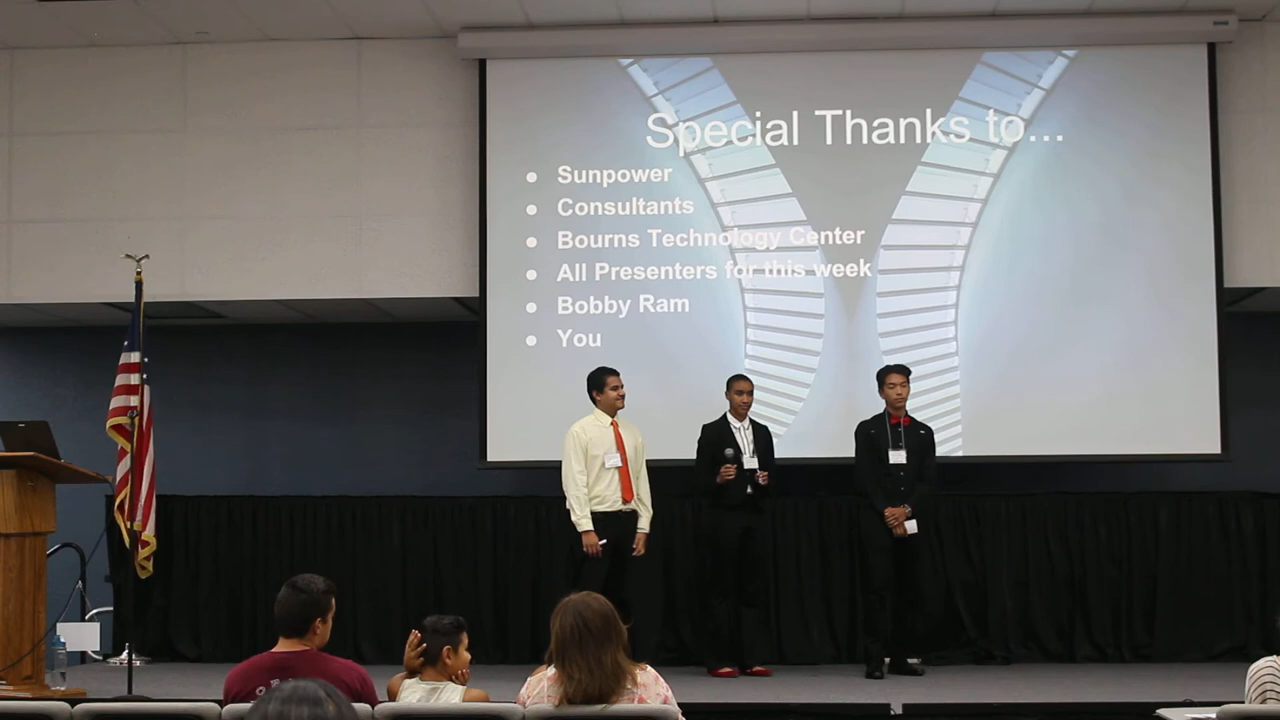 Special Thanks to...
● Sunpower
● Consultants
● Bourns Technology Center
● All Presenters for this week
● Bobby Ram
● You